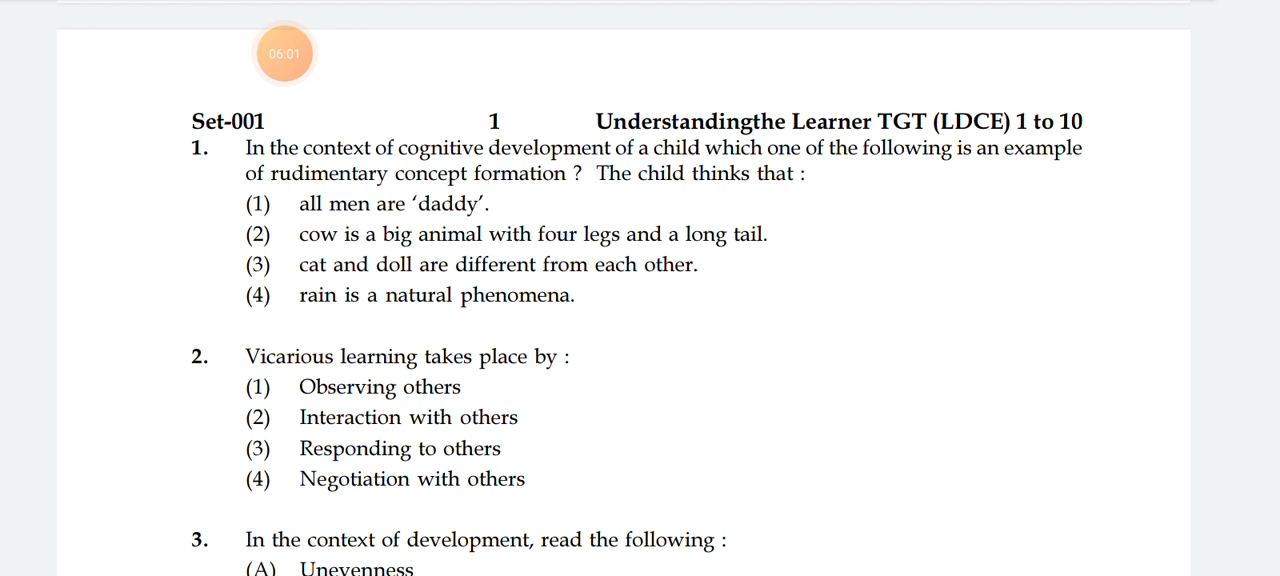 06:01
Set-001 1 Understandingthe Learner TGT (LDCE) 1 to 10
1. In the context of cognitive development of a child which one of the following is an example
of rudimentary concept formation ? The child thinks that :
(1) all men are ‘daddy’.
(2) cow is a big animal with four legs and a long tail.
(3) cat and doll are different from each other.
(4) rain is a natural phenomena.
2. Vicarious learning takes place by :
(1) Observing others
(2) Interaction with others
(3) Responding to others
(4) Negotiation with others
3. In the context of development, read the following :
(A) Unevenness